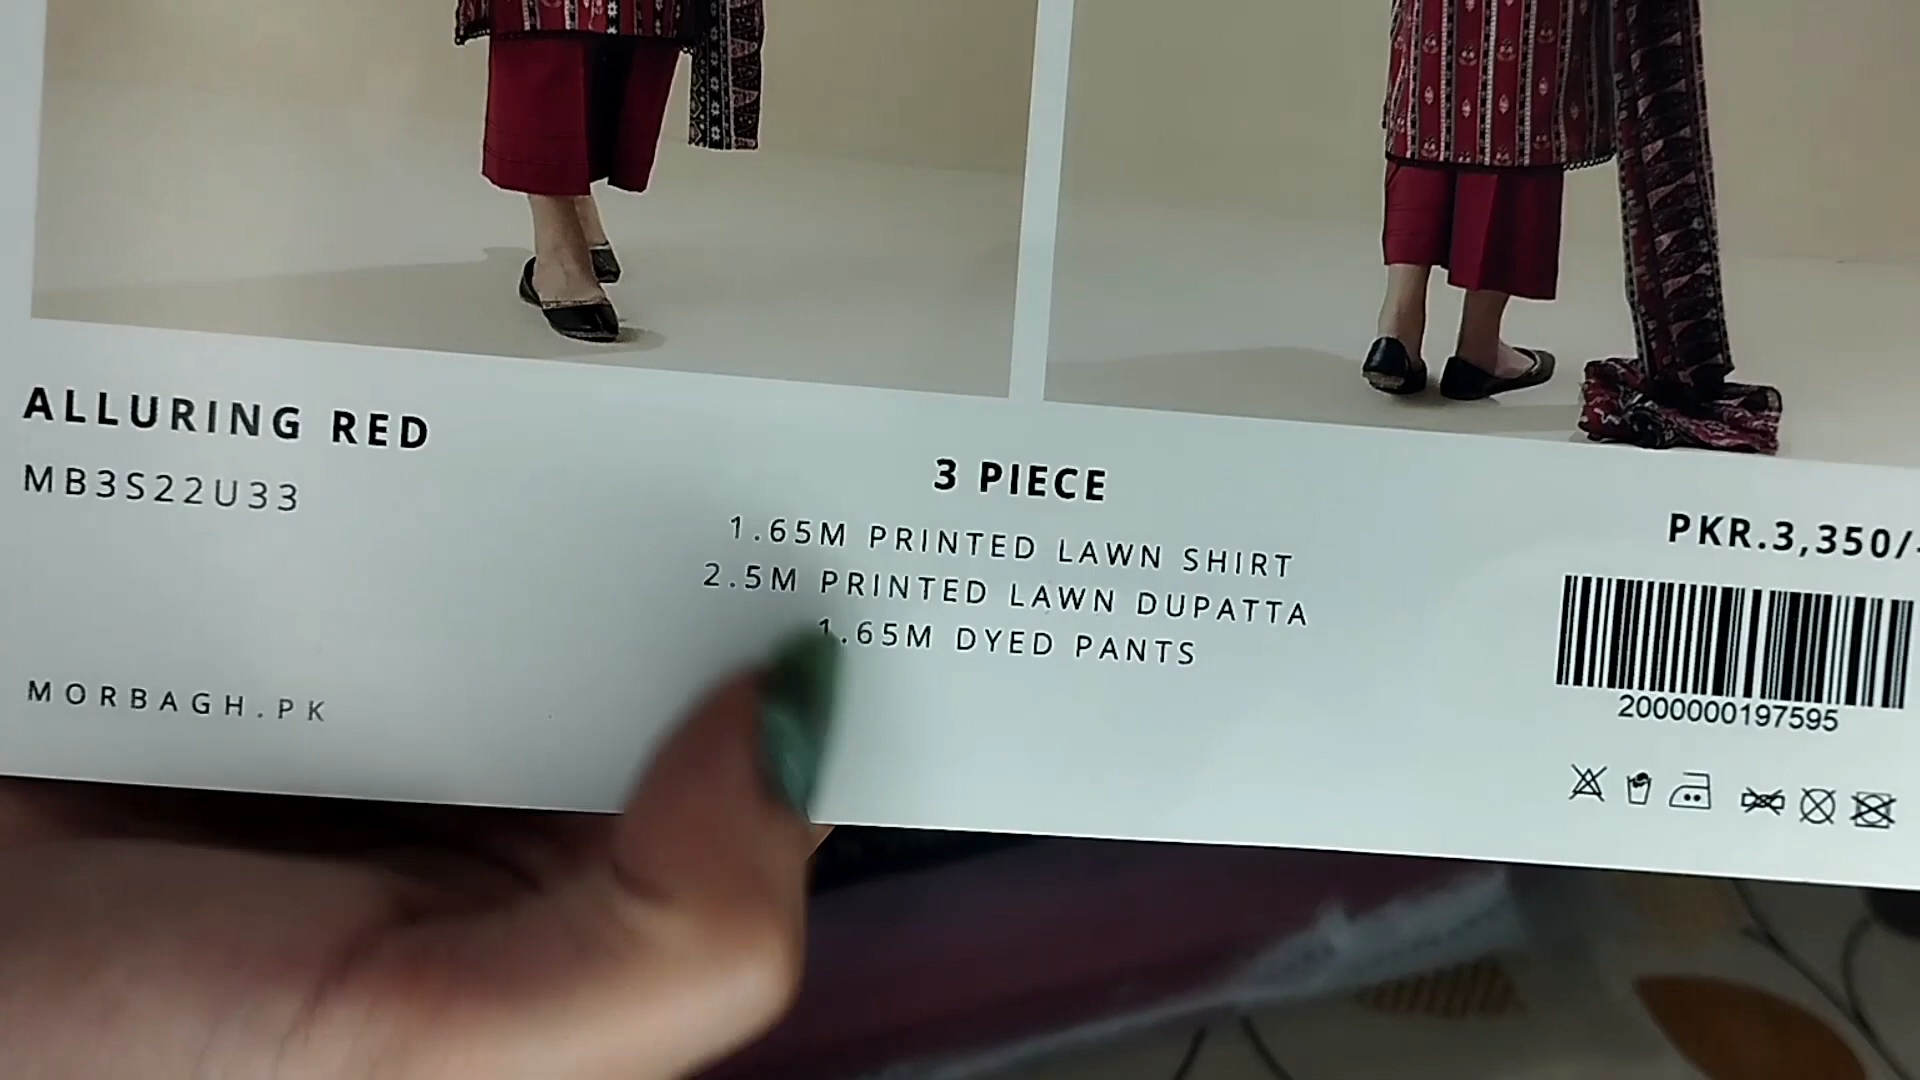 ALLURING RED
MB3S22U33
MORBAGH.PK
3 PIECE
1.65M PRINTED LAWN SHIRT
2.5M PRINTED LAWN DUPATTA
1.65M DYED PANTS
PKR.3,350/-
2000000197595